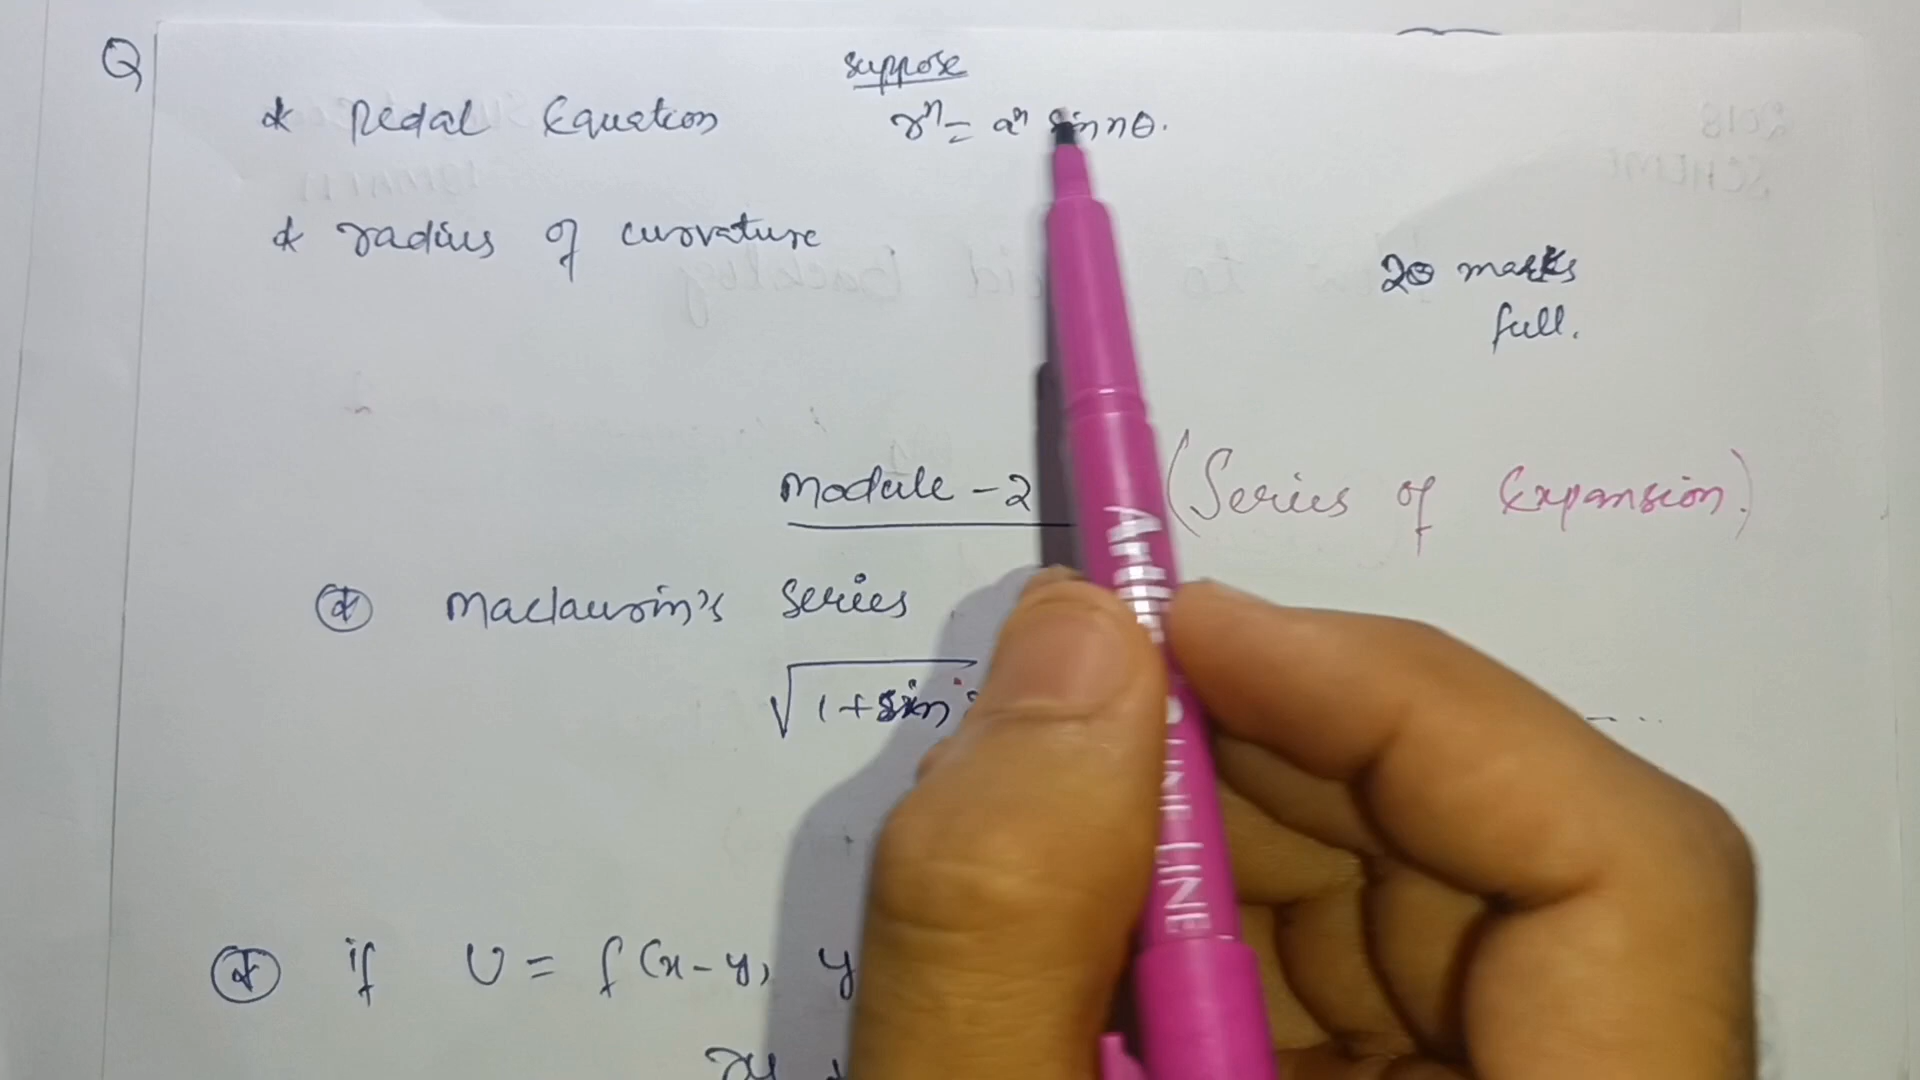 Q
* Pedal Equation
suppose
rⁿ = aⁿ sin nθ.
* radius of curvature
20 marks
full.
Module - 2 (Series of Expansion.)
* Maclaurin's Series
√1 + sin
* if U = f(x-y, y
LINE